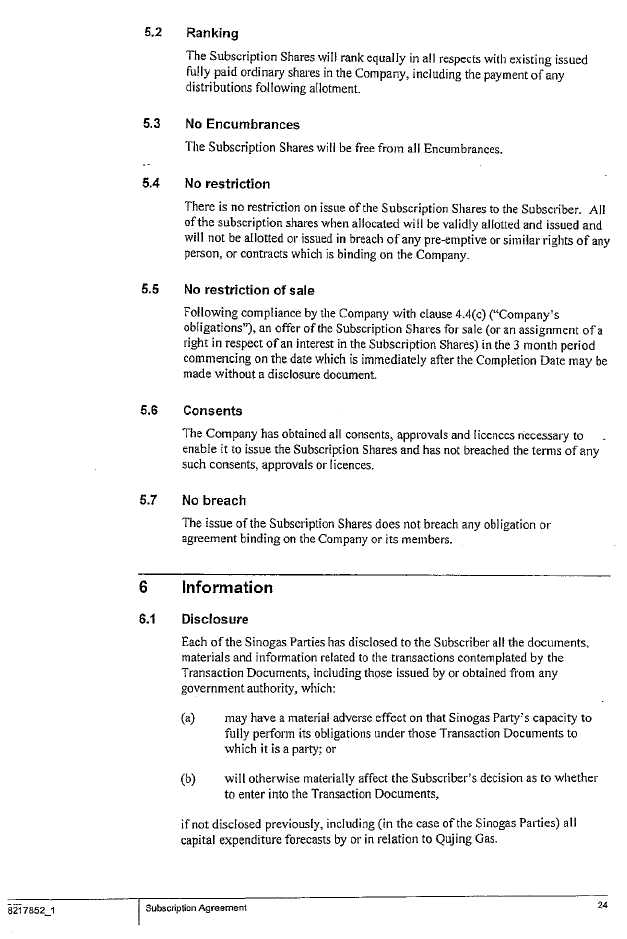 5.2 Ranking
The Subscription Shares will rank equally in all respects with existing issued
fully paid ordinary shares in the Company, including the payment of any
distributions following allotment.
5.3 No Encumbrances
The Subscription Shares will be free from all Encumbrances.
5.4 No restriction
There is no restriction on issue of the Subscription Shares to the Subscriber. All
of the subscription shares when allocated will be validly allotted and issued and
will not be allotted or issued in breach of any pre-emptive or similar rights of any
person, or contracts which is binding on the Company.
5.5 No restriction of sale
Following compliance by the Company with clause 4.4(c) ("Company's
obligations"), an offer of the Subscription Shares for sale (or an assignment of a
right in respect of an interest in the Subscription Shares) in the 3 month period
commencing on the date which is immediately after the Completion Date may be
made without a disclosure document.
5.6 Consents
The Company has obtained all consents, approvals and licences necessary to
enable it to issue the Subscription Shares and has not breached the terms of any
such consents, approvals or licences.
5.7 No breach
The issue of the Subscription Shares does not breach any obligation or
agreement binding on the Company or its members.
6 Information
6.1 Disclosure
Each of the Sinogas Parties has disclosed to the Subscriber all the documents,
materials and information related to the transactions contemplated by the
Transaction Documents, including those issued by or obtained from any
government authority, which:
(a) may have a material adverse effect on that Sinogas Party's capacity to
fully perform its obligations under those Transaction Documents to
which it is a party; or
(b) will otherwise materially affect the Subscriber's decision as to whether
to enter into the Transaction Documents,
if not disclosed previously, including (in the case of the Sinogas Parties) all
capital expenditure forecasts by or in relation to Qujing Gas.
8217852_1 Subscription Agreement 24